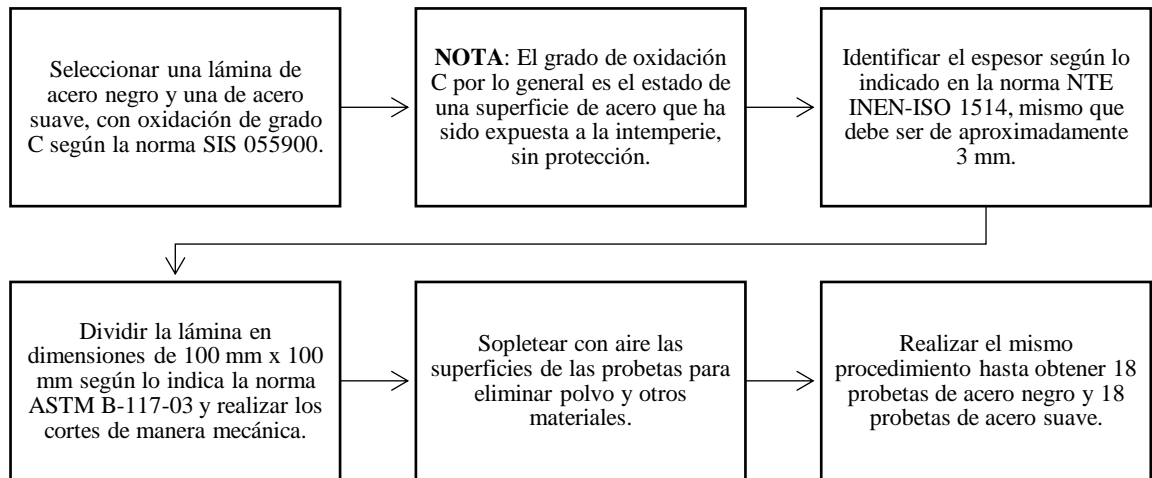 Seleccionar una lámina de
acero negro y una de acero
suave, con oxidación de grado
C según la norma SIS 055900.
NOTA: El grado de oxidación
C por lo general es el estado de
una superficie de acero que ha
sido expuesta a la intemperie,
sin protección.
Identificar el espesor según lo
indicado en la norma NTE
INEN-ISO 1514, mismo que
debe ser de aproximadamente
3 mm.
Dividir la lámina en
dimensiones de 100 mm x 100
mm según lo indica la norma
ASTM B-117-03 y realizar los
cortes de manera mecánica.
Sopletear con aire las
superficies de las probetas para
eliminar polvo y otros
materiales.
Realizar el mismo
procedimiento hasta obtener 18
probetas de acero negro y 18
probetas de acero suave.